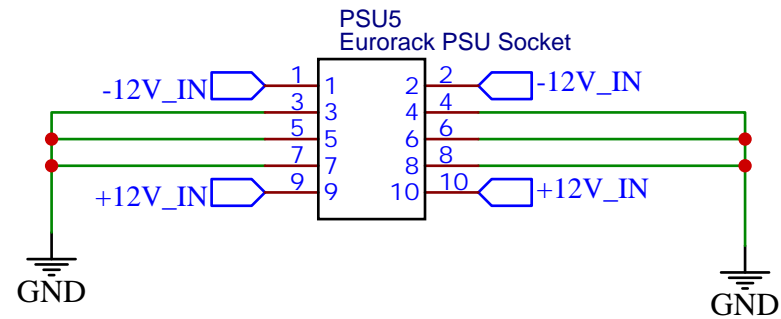 PSU5
Eurorack PSU Socket
-12V_IN 1 1 2 2 -12V_IN
3 3 4 4
5 5 6 6
7 7 8 8
+12V_IN 9 9 10 10 +12V_IN
GND
GND